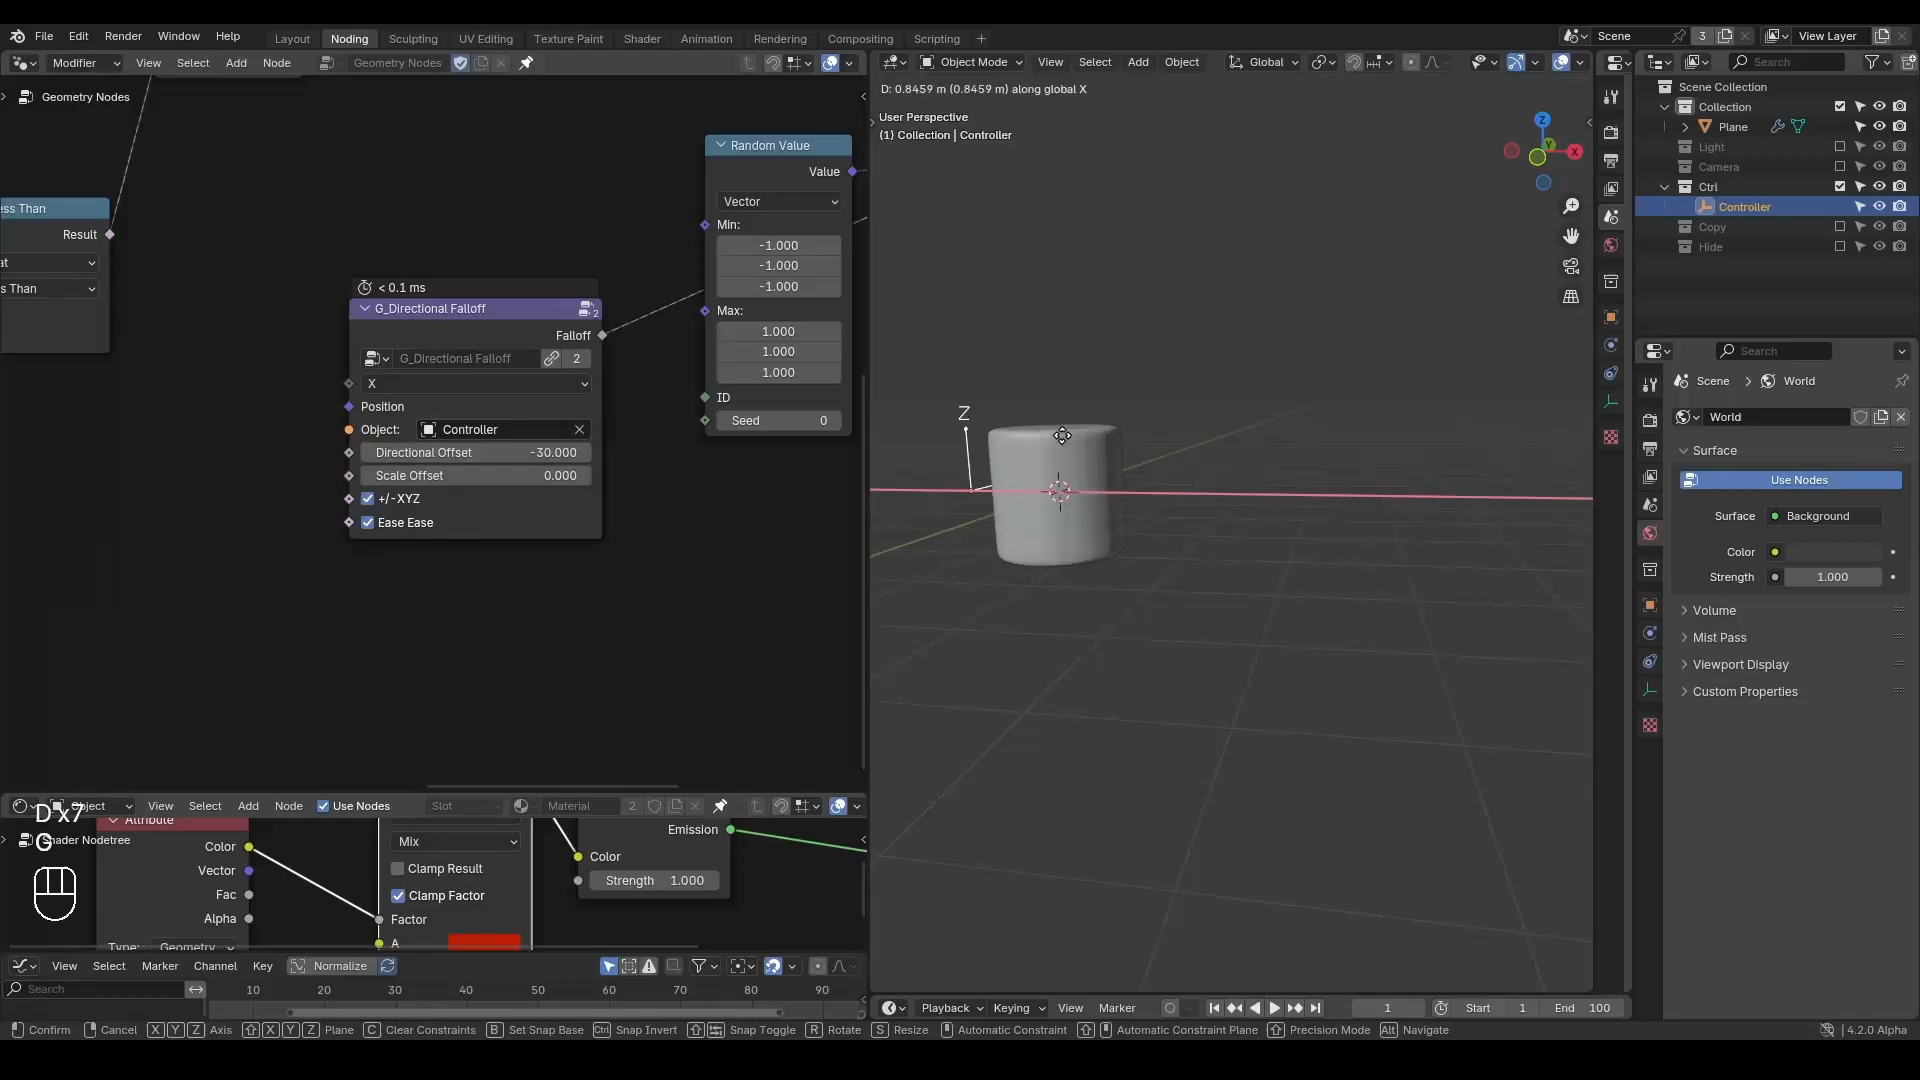 File Edit Render Window Help Layout Noding Sculpting UV Editing Texture Paint Shader Animation Rendering Compositing Scripting + Scene 3 View Layer
Modifier View Select Add Node Geometry Nodes
Object Mode View Select Add Object Global
Search
Geometry Nodes
D: 0.8459 m (0.8459 m) along global X
User Perspective
(1) Collection | Controller
Scene Collection
Collection
Plane
Light
Camera
Ctrl
Controller
Copy
Hide
Z
Y
X
ess Than
Result
at
s Than
Random Value
Value
Vector
Min:
-1.000
-1.000
-1.000
Max:
1.000
1.000
1.000
ID
Seed 0
< 0.1 ms
G_Directional Falloff 2
Falloff
G_Directional Falloff 2
X
Position
Object: Controller
Directional Offset -30.000
Scale Offset 0.000
+/-XYZ
Ease Ease
Z
Search
Scene > World
World
Surface
Use Nodes
Surface Background
Color
Strength 1.000
Volume
Mist Pass
Viewport Display
Custom Properties
Object View Select Add Node Use Nodes Slot Material 2
D x7
G
Attribute
Shader Nodetree
Color
Vector
Fac
Alpha
Type: Geometry
Mix
Clamp Result
Clamp Factor
Factor
A
Emission
Color
Strength 1.000
View Select Marker Channel Key Normalize
Search 10 20 30 40 50 60 70 80 90
Playback Keying View Marker 1 Start 1 End 100
Confirm Cancel X Y Z Axis X Y Z Plane C Clear Constraints B Set Snap Base Ctrl Snap Invert Snap Toggle R Rotate S Resize Automatic Constraint Automatic Constraint Plane Precision Mode Alt Navigate 4.2.0 Alpha